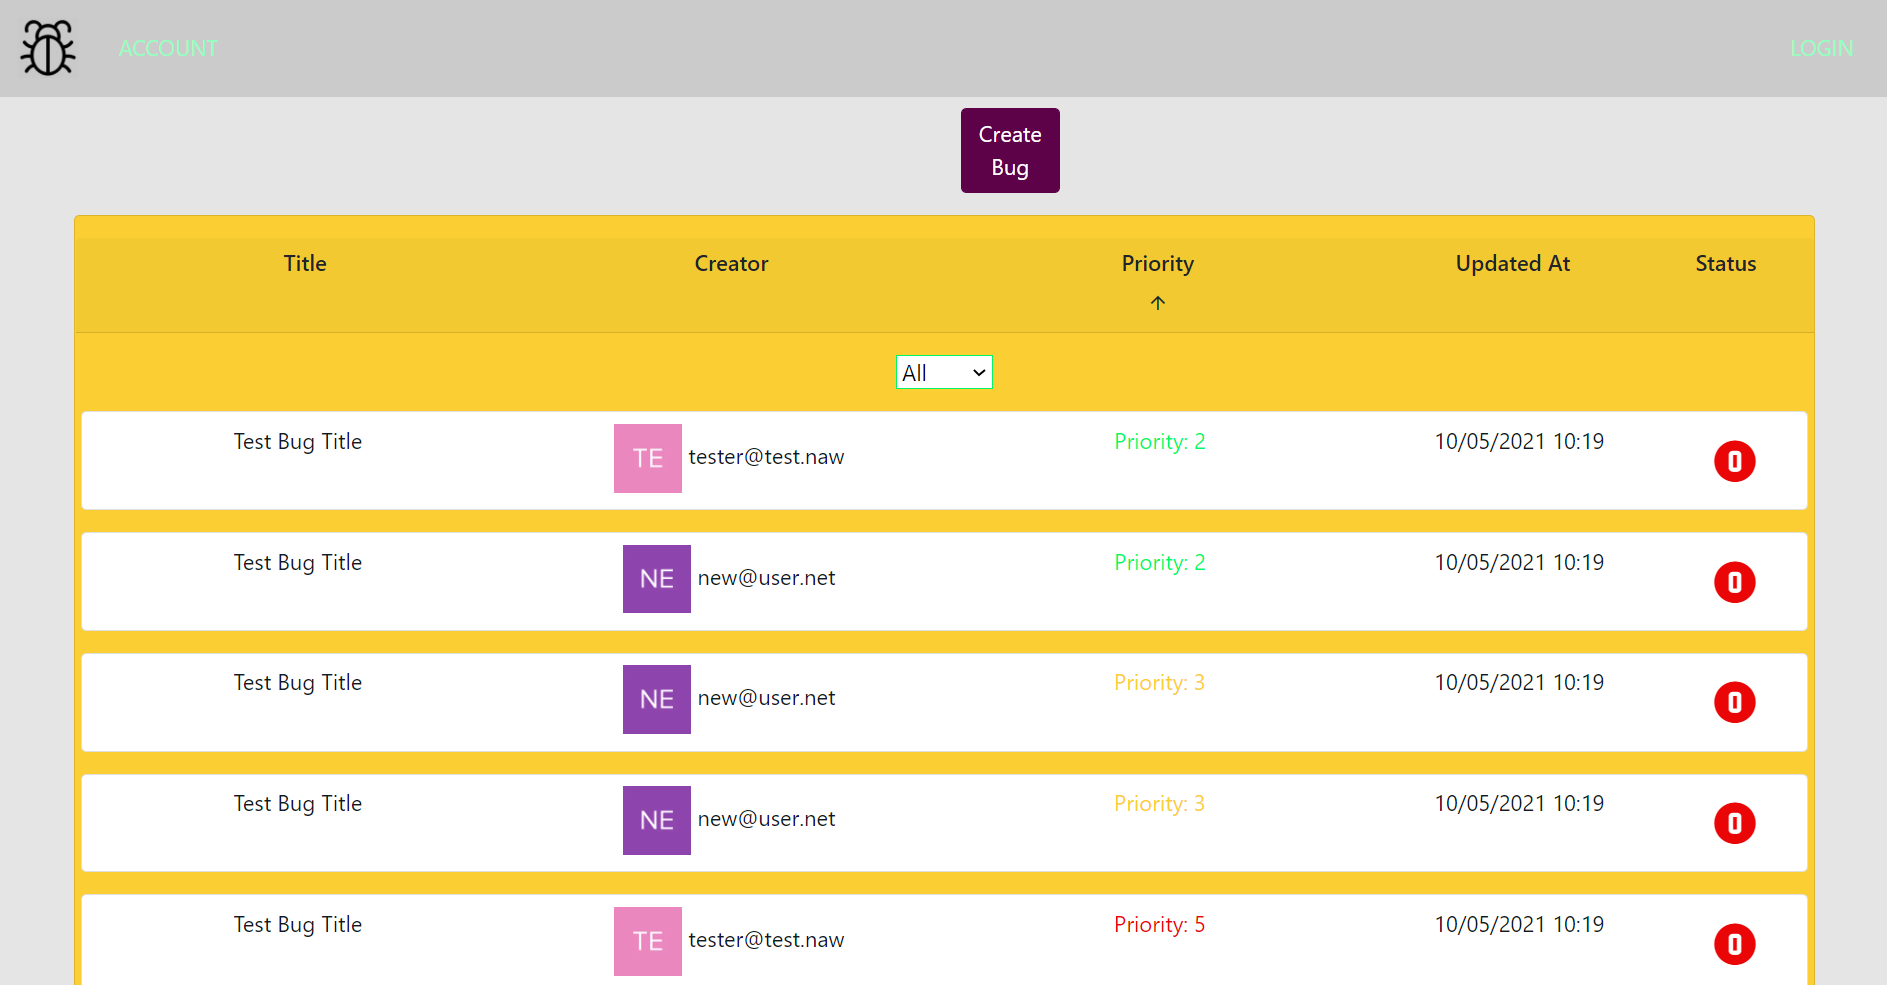 ACCOUNT LOGIN
Create
Bug
Title Creator Priority Updated At Status
↑
All
Test Bug Title TE tester@test.naw Priority: 2 10/05/2021 10:19 0
Test Bug Title NE new@user.net Priority: 2 10/05/2021 10:19 0
Test Bug Title NE new@user.net Priority: 3 10/05/2021 10:19 0
Test Bug Title NE new@user.net Priority: 3 10/05/2021 10:19 0
Test Bug Title TE tester@test.naw Priority: 5 10/05/2021 10:19 0